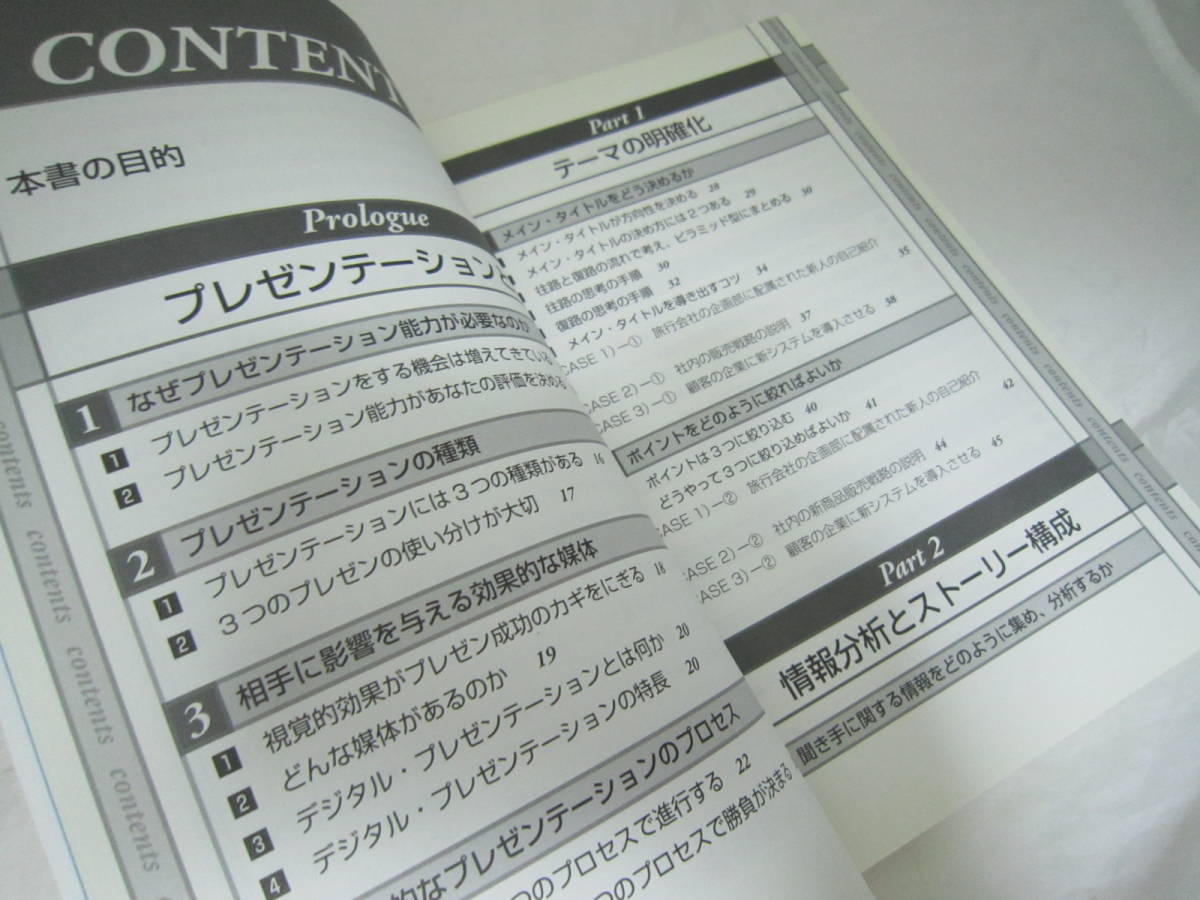 CONTENT
本書の目的
Prologue
プレゼンテーション
1 なぜプレゼンテーション能力が必要なのか
1 プレゼンテーションをする機会は増えてきている
2 プレゼンテーション能力があなたの評価を決める
2 プレゼンテーションの種類
1 プレゼンテーションには3つの種類がある 16
2 3つのプレゼンの使い分けが大切 17
3 相手に影響を与える効果的な媒体
1 視覚的効果がプレゼン成功のカギをにぎる 18
2 どんな媒体があるのか 19
3 デジタル・プレゼンテーションとは何か 20
4 デジタル・プレゼンテーションの特長 20
的なプレゼンテーションのプロセス
つのプロセスで進行する 22
つのプロセスで勝負が決まる
Part 1
テーマの明確化
メイン・タイトルをどう決めるか
メイン・タイトルが方向性を決める 28
メイン・タイトルの決め方には2つある 29
往路と復路の流れで考え、ピラミッド型にまとめる 30
往路の思考の手順 30
復路の思考の手順 32
メイン・タイトルを導き出すコツ 34
CASE 1)−① 旅行会社の企画部に配属された新人の自己紹介 35
CASE 2)−① 社内の販売戦略の説明 37
CASE 3)−① 顧客の企業に新システムを導入させる 38
ポイントをどのように絞ればよいか
ポイントは3つに絞り込む 40
どうやって3つに絞り込めばよいか 41
CASE 1)−② 旅行会社の企画部に配属された新人の自己紹介 42
CASE 2)−② 社内の新商品販売戦略の説明 44
CASE 3)−② 顧客の企業に新システムを導入させる 45
Part 2
情報分析とストーリー構成
聞き手に関する情報をどのように集め、分析するか
contents
contents
contents
contents
contents
contents
contents
contents
contents
contents
contents
contents